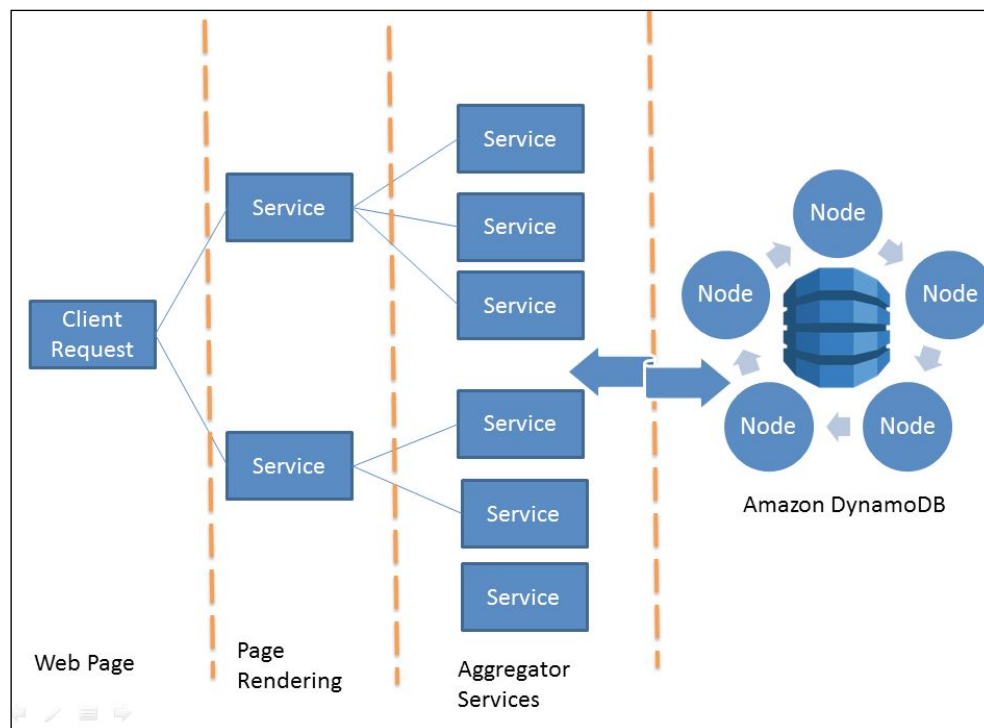 Client
Request
Service
Service
Service
Service
Service
Service
Service
Service
Node
Node
Node
Node
Node
Amazon DynamoDB
Web Page
Page
Rendering
Aggregator
Services